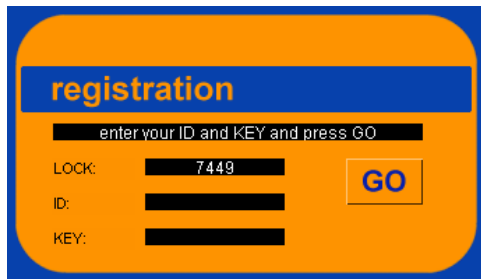 registration
enter your ID and KEY and press GO
LOCK: 7449
GO
ID:
KEY: